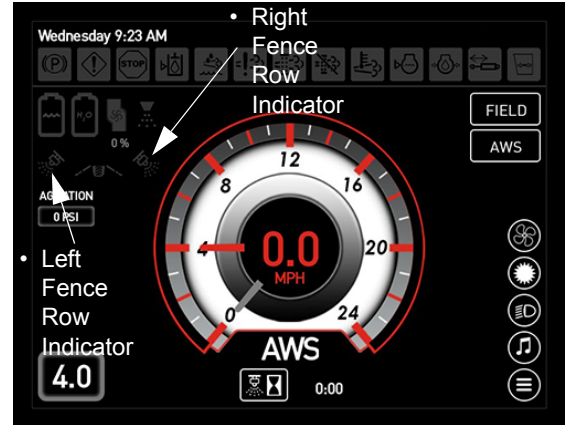 • Right
Fence
Row
Indicator
Wednesday 9:23 AM
(P)
STOP
H₂O
0 %
FIELD
AWS
AGITATION
0 PSI
0
4
8
12
16
20
24
0.0
MPH
• Left
Fence
Row
Indicator
AWS
4.0
0:00